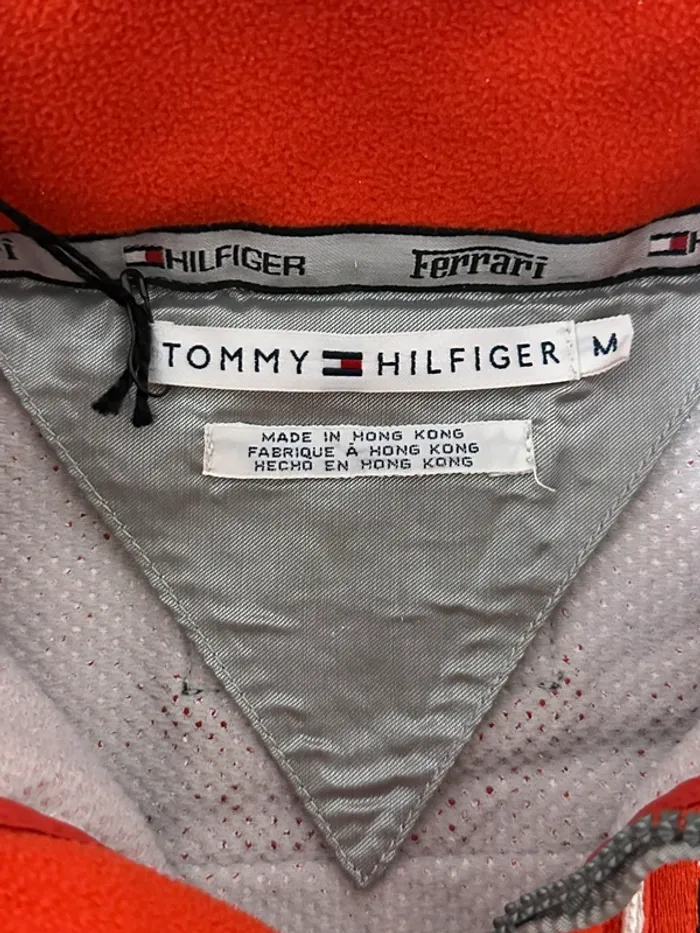 HILFIGER Ferrari
TOMMY HILFIGER M
MADE IN HONG KONG
FABRIQUE À HONG KONG
HECHO EN HONG KONG